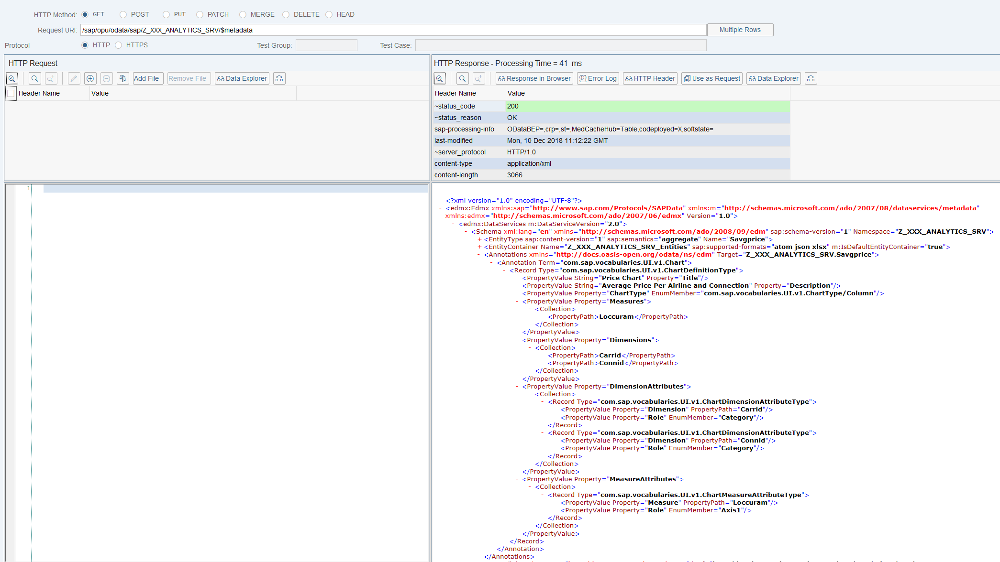 HTTP Method: GET POST PUT PATCH MERGE DELETE HEAD
Request URI: /sap/opu/odata/sap/Z_XXX_ANALYTICS_SRV/$metadata Multiple Rows
Protocol HTTP HTTPS Test Group: Test Case:
HTTP Request
Add File Remove File Data Explorer
Header Name Value
1
HTTP Response - Processing Time = 41 ms
Response in Browser Error Log HTTP Header Use as Request Data Explorer
Header Name Value
~status_code 200
~status_reason OK
sap-processing-info ODataBEP=,crp=,st=,MedCacheHub=Table,codeployed=X,softstate=
last-modified Mon, 10 Dec 2018 11:12:22 GMT
~server_protocol HTTP/1.0
content-type application/xml
content-length 3066
<?xml version="1.0" encoding="UTF-8"?>
- <edmx:Edmx xmlns:sap="http://www.sap.com/Protocols/SAPData" xmlns:m="http://schemas.microsoft.com/ado/2007/08/dataservices/metadata"
xmlns:edmx="http://schemas.microsoft.com/ado/2007/06/edmx" Version="1.0">
- <edmx:DataServices m:DataServiceVersion="2.0">
- <Schema xml:lang="en" xmlns="http://schemas.microsoft.com/ado/2008/09/edm" sap:schema-version="1" Namespace="Z_XXX_ANALYTICS_SRV">
+ <EntityType sap:content-version="1" sap:semantics="aggregate" Name="Savgprice">
+ <EntityContainer Name="Z_XXX_ANALYTICS_SRV_Entities" sap:supported-formats="atom json xlsx" m:IsDefaultEntityContainer="true">
- <Annotations xmlns="http://docs.oasis-open.org/odata/ns/edm" Target="Z_XXX_ANALYTICS_SRV.Savgprice">
- <Annotation Term="com.sap.vocabularies.UI.v1.Chart">
- <Record Type="com.sap.vocabularies.UI.v1.ChartDefinitionType">
<PropertyValue String="Price Chart" Property="Title"/>
<PropertyValue String="Average Price Per Airline and Connection" Property="Description"/>
<PropertyValue Property="ChartType" EnumMember="com.sap.vocabularies.UI.v1.ChartType/Column"/>
- <PropertyValue Property="Measures">
- <Collection>
<PropertyPath>Loccuram</PropertyPath>
</Collection>
</PropertyValue>
- <PropertyValue Property="Dimensions">
- <Collection>
<PropertyPath>Carrid</PropertyPath>
<PropertyPath>Connid</PropertyPath>
</Collection>
</PropertyValue>
- <PropertyValue Property="DimensionAttributes">
- <Collection>
- <Record Type="com.sap.vocabularies.UI.v1.ChartDimensionAttributeType">
<PropertyValue Property="Dimension" PropertyPath="Carrid"/>
<PropertyValue Property="Role" EnumMember="Category"/>
</Record>
- <Record Type="com.sap.vocabularies.UI.v1.ChartDimensionAttributeType">
<PropertyValue Property="Dimension" PropertyPath="Connid"/>
<PropertyValue Property="Role" EnumMember="Category"/>
</Record>
</Collection>
</PropertyValue>
- <PropertyValue Property="MeasureAttributes">
- <Collection>
- <Record Type="com.sap.vocabularies.UI.v1.ChartMeasureAttributeType">
<PropertyValue Property="Measure" PropertyPath="Loccuram"/>
<PropertyValue Property="Role" EnumMember="Axis1"/>
</Record>
</Collection>
</PropertyValue>
</Record>
</Annotation>
</Annotations>